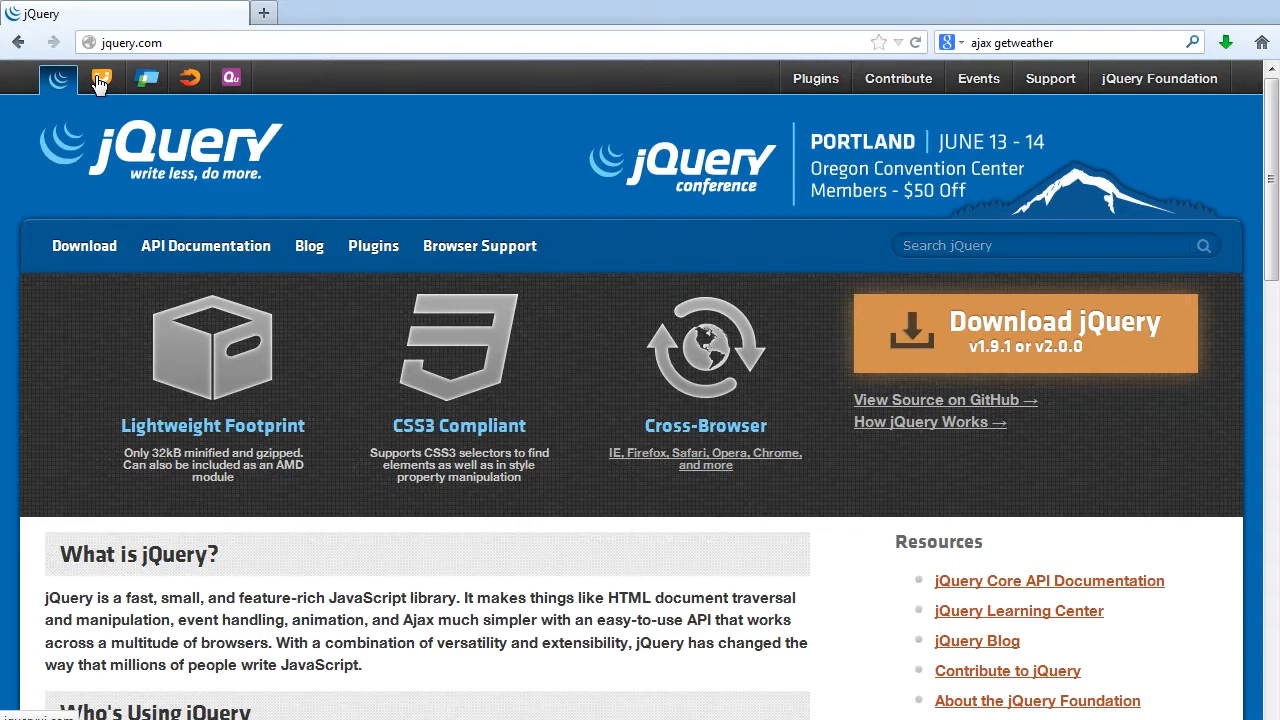 jQuery
jquery.com
ajax getweather
Qu
Plugins
Contribute
Events
Support
jQuery Foundation
jQuery
write less, do more.
jQuery
conference
PORTLAND | JUNE 13 - 14
Oregon Convention Center
Members - $50 Off
Download
API Documentation
Blog
Plugins
Browser Support
Search jQuery
Lightweight Footprint
Only 32kB minified and gzipped.
Can also be included as an AMD
module
CSS3 Compliant
Supports CSS3 selectors to find
elements as well as in style
property manipulation
Cross-Browser
IE, Firefox, Safari, Opera, Chrome,
and more
Download jQuery
v1.9.1 or v2.0.0
View Source on GitHub →
How jQuery Works →
What is jQuery?
jQuery is a fast, small, and feature-rich JavaScript library. It makes things like HTML document traversal
and manipulation, event handling, animation, and Ajax much simpler with an easy-to-use API that works
across a multitude of browsers. With a combination of versatility and extensibility, jQuery has changed the
way that millions of people write JavaScript.
Who's Using jQuery
Resources
jQuery Core API Documentation
jQuery Learning Center
jQuery Blog
Contribute to jQuery
About the jQuery Foundation